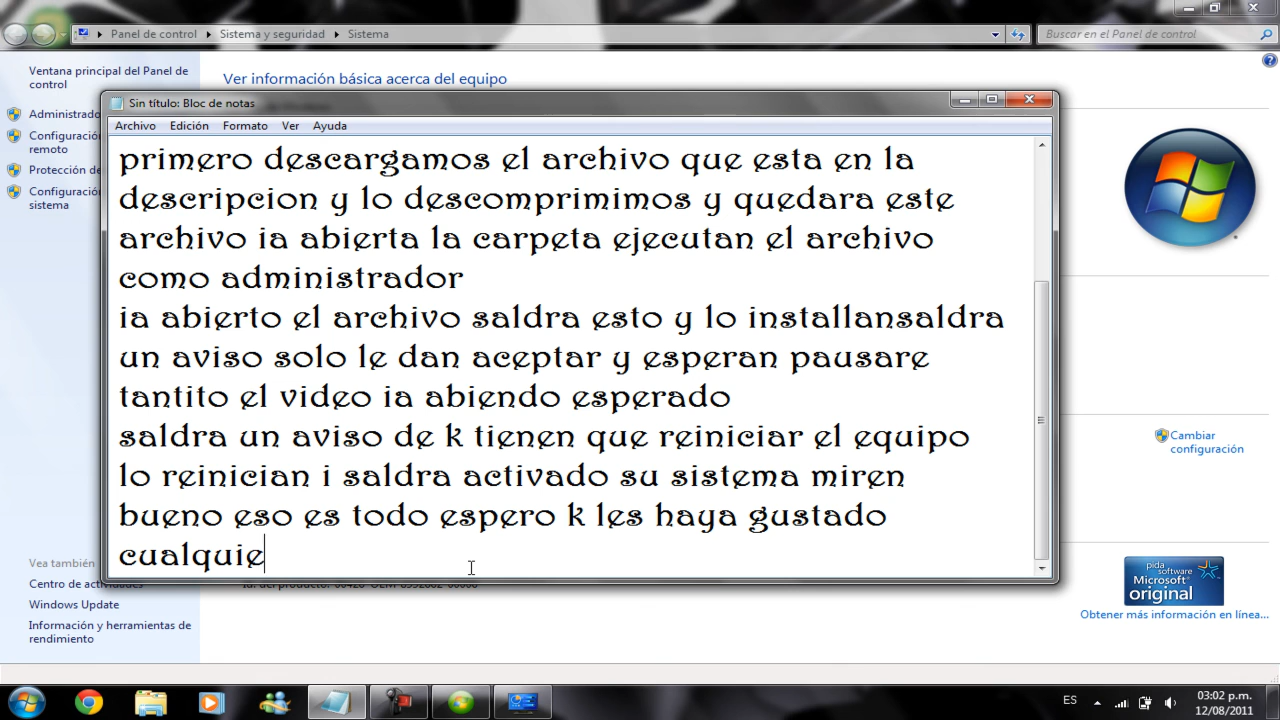 Panel de control
Sistema y seguridad
Sistema
Buscar en el Panel de control
Ventana principal del Panel de
control
Ver información básica acerca del equipo
Administrado
Configuració
remoto
Protección de
Configuració
sistema
Sin título: Bloc de notas
Archivo Edición Formato Ver Ayuda
primero descargamos el archivo que esta en la
descripcion y lo descomprimimos y quedara este
archivo ia abierta la carpeta ejecutan el archivo
como administrador
ia abierto el archivo saldra esto y lo installansaldra
un aviso solo le dan aceptar y esperan pausare
tantito el video ia abiendo esperado
saldra un aviso de k tienen que reiniciar el equipo
lo reinician i saldra activado su sistema miren
bueno eso es todo espero k les haya gustado
cualquie
Cambiar
configuración
Vea también
Centro de actividades
Windows Update
Información y herramientas de
rendimiento
pida
software
Microsoft
original
Obtener más información en línea...
ES
03:02 p.m.
12/08/2011